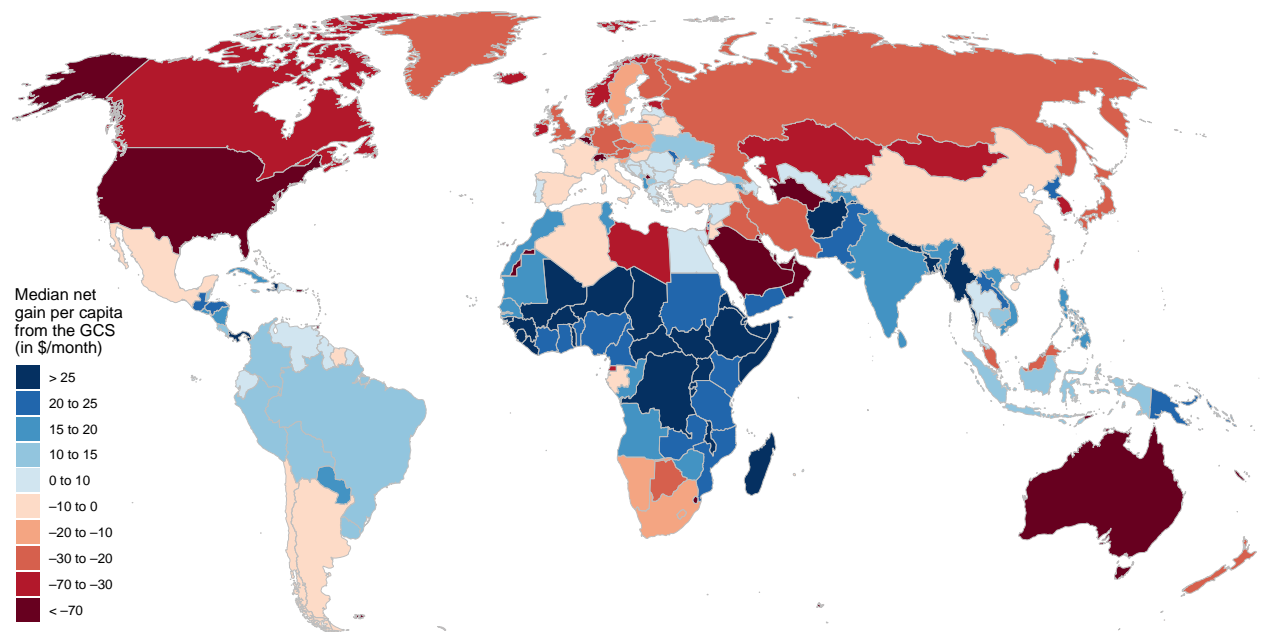 Median net
gain per capita
from the GCS
(in $/month)
> 25
20 to 25
15 to 20
10 to 15
0 to 10
–10 to 0
–20 to –10
–30 to –20
–70 to –30
< –70